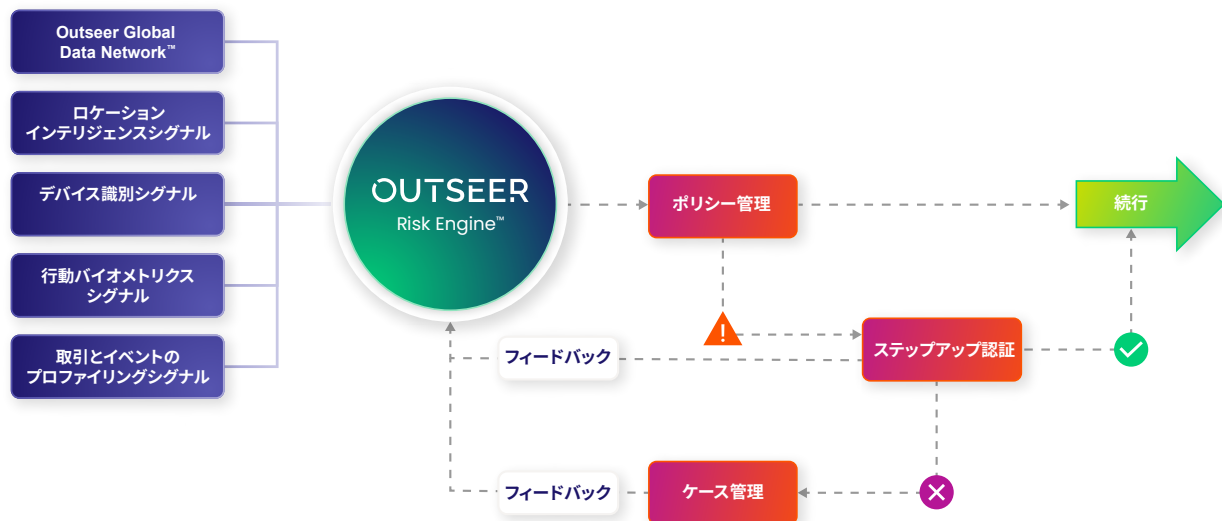 Outseer Global
Data Network™
ロケーション
インテリジェンスシグナル
デバイス識別シグナル
行動バイオメトリクス
シグナル
取引とイベントの
プロファイリングシグナル
OUTSEER
Risk Engine™
ポリシー管理
続行
!
ステップアップ認証
フィードバック
フィードバック
ケース管理